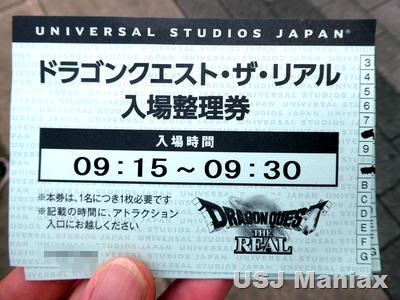 UNIVERSAL STUDIOS JAPAN®
ドラゴンクエスト・ザ・リアル
入場整理券
入場時間
09:15～09:30
※本券は、1名につき1枚必要です
※記載の時間に、アトラクション
入口にお越しください
DRAGON QUEST
THE
REAL
3
4
5
6
7
9
B
C
D
E
F
G
USJ Maniax